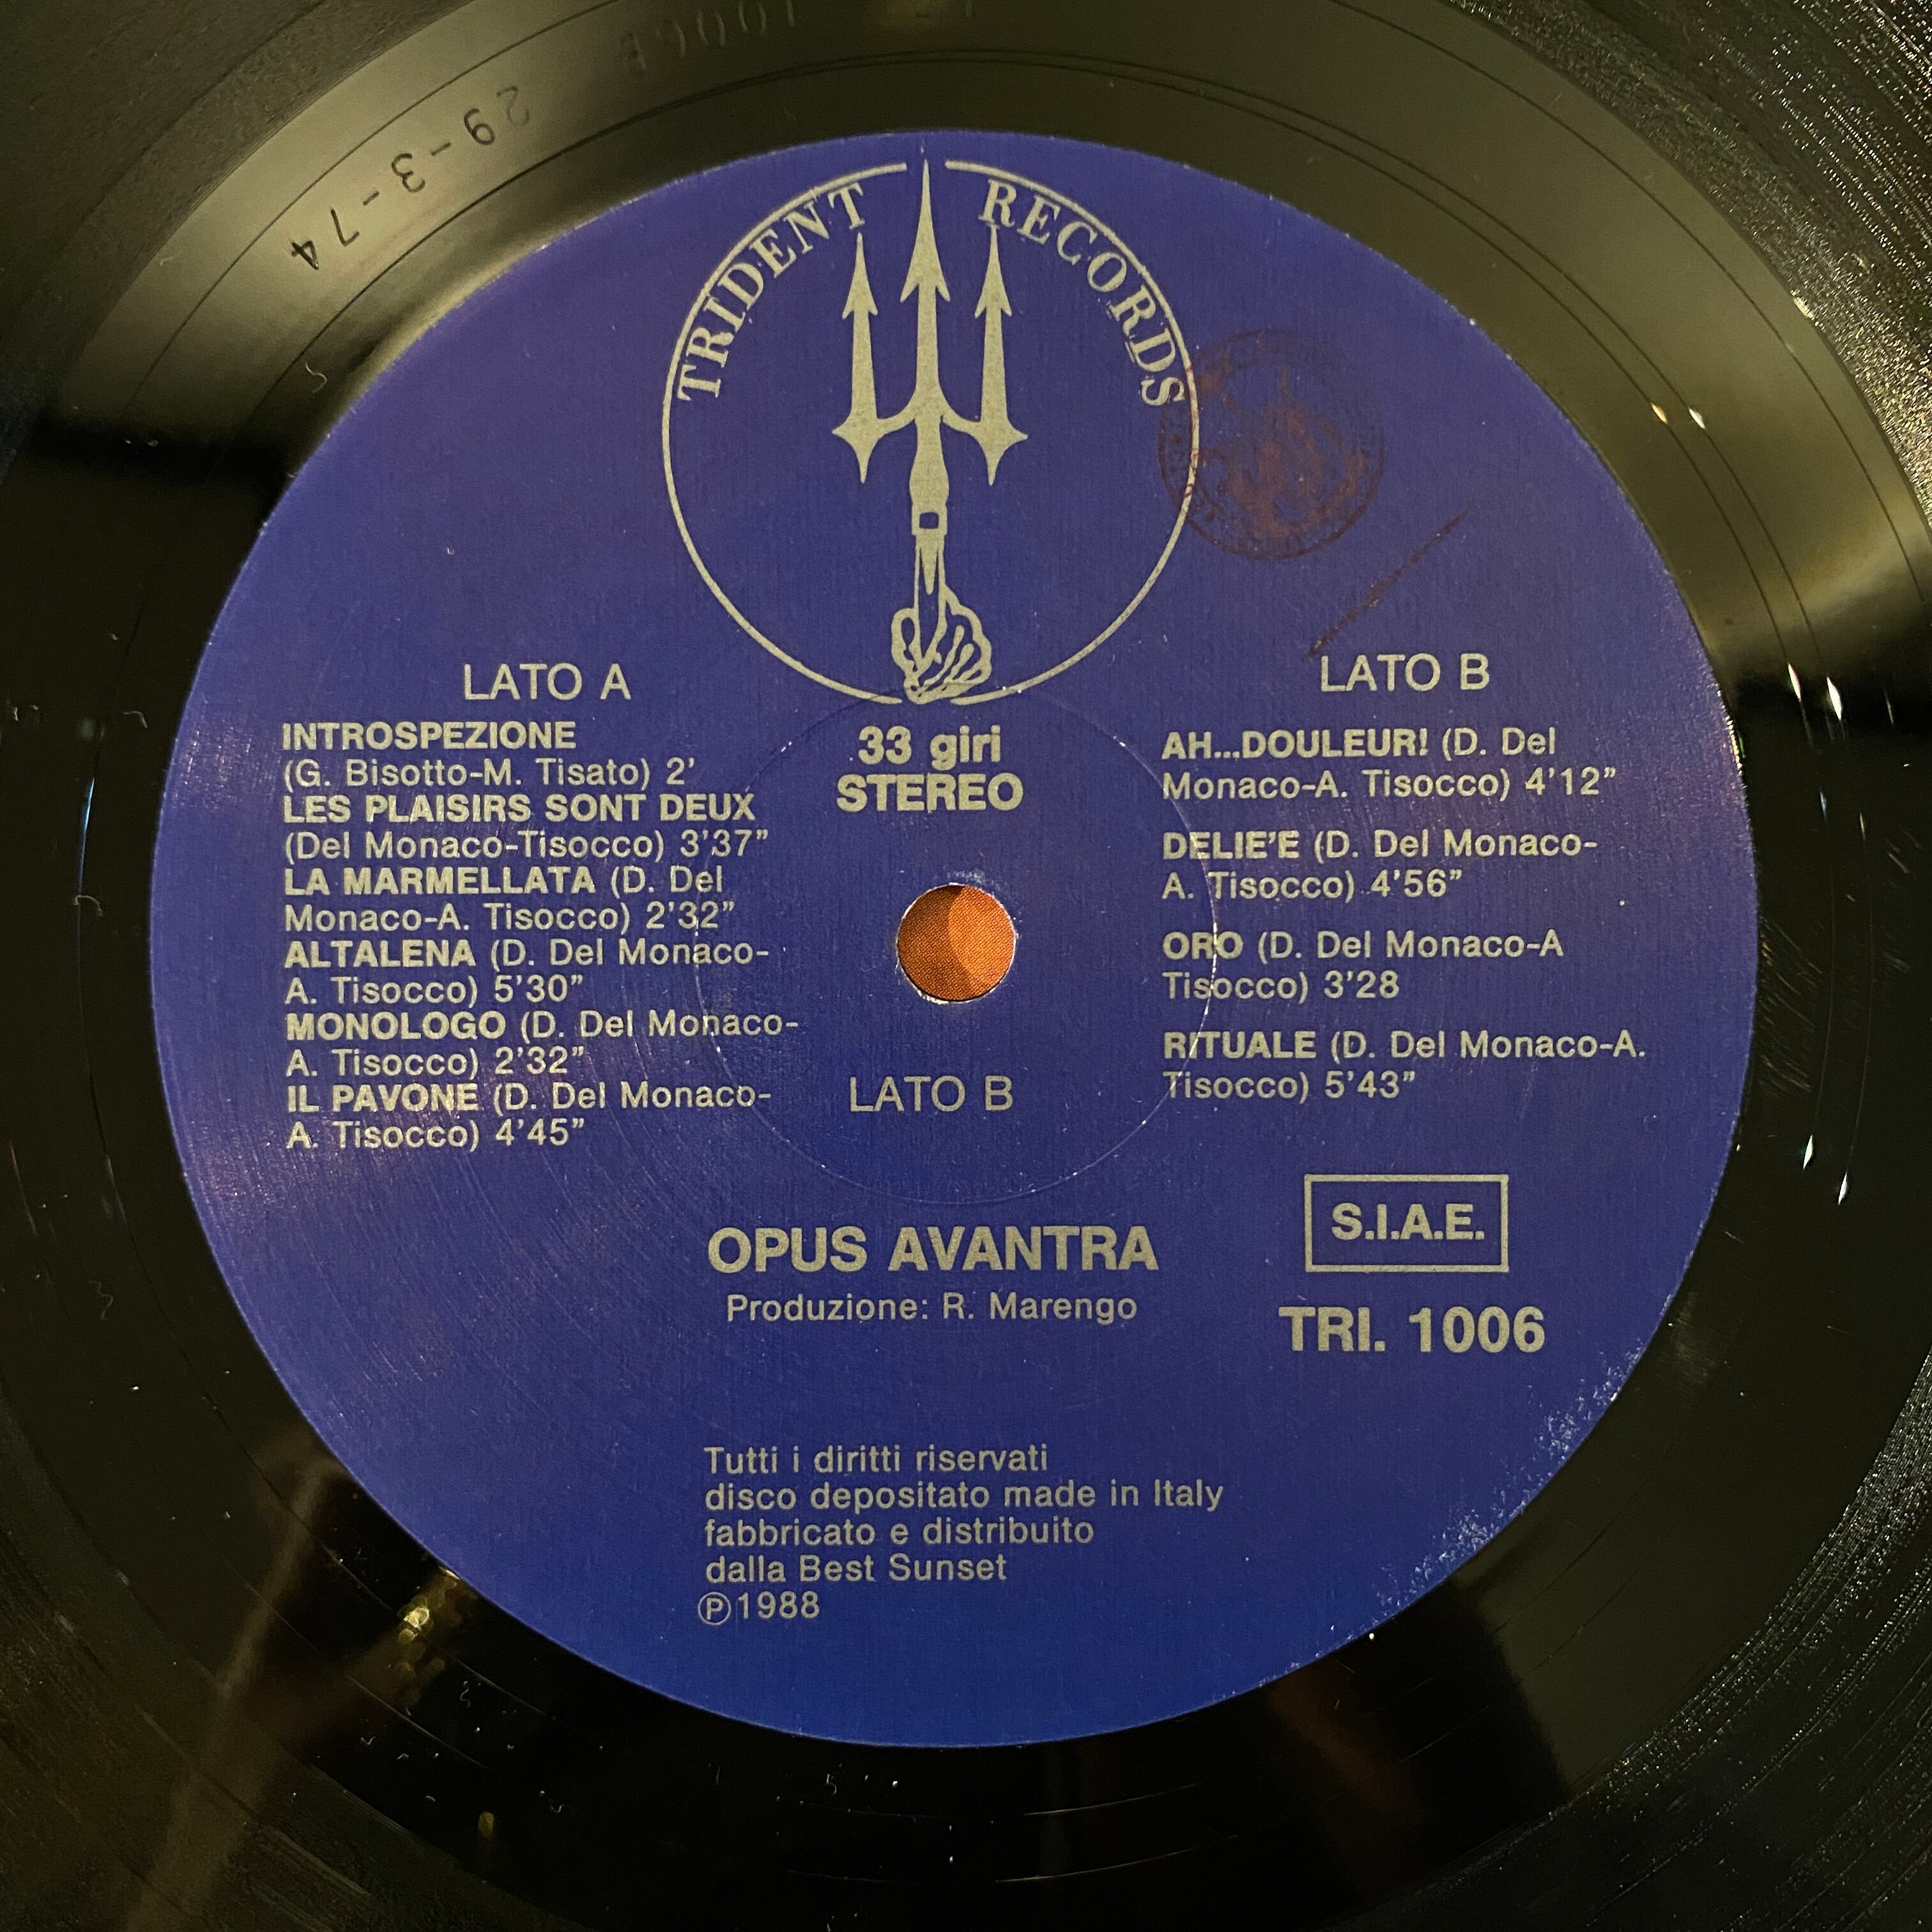 1006B
29-3-74
TRIDENT RECORDS
LATO A
INTROSPEZIONE
(G. Bisotto-M. Tisato) 2'
LES PLAISIRS SONT DEUX
(Del Monaco-Tisocco) 3'37"
LA MARMELLATA (D. Del
Monaco-A. Tisocco) 2'32"
ALTALENA (D. Del Monaco-
A. Tisocco) 5'30"
MONOLOGO (D. Del Monaco-
A. Tisocco) 2'32"
IL PAVONE (D. Del Monaco-
A. Tisocco) 4'45"
33 giri
STEREO
LATO B
LATO B
AH...DOULEUR! (D. Del
Monaco-A. Tisocco) 4'12"
DELIE'E (D. Del Monaco-
A. Tisocco) 4'56"
ORO (D. Del Monaco-A
Tisocco) 3'28
RITUALE (D. Del Monaco-A.
Tisocco) 5'43"
S.I.A.E.
TRI. 1006
OPUS AVANTRA
Produzione: R. Marengo
Tutti i diritti riservati
disco depositato made in Italy
fabbricato e distribuito
dalla Best Sunset
℗1988